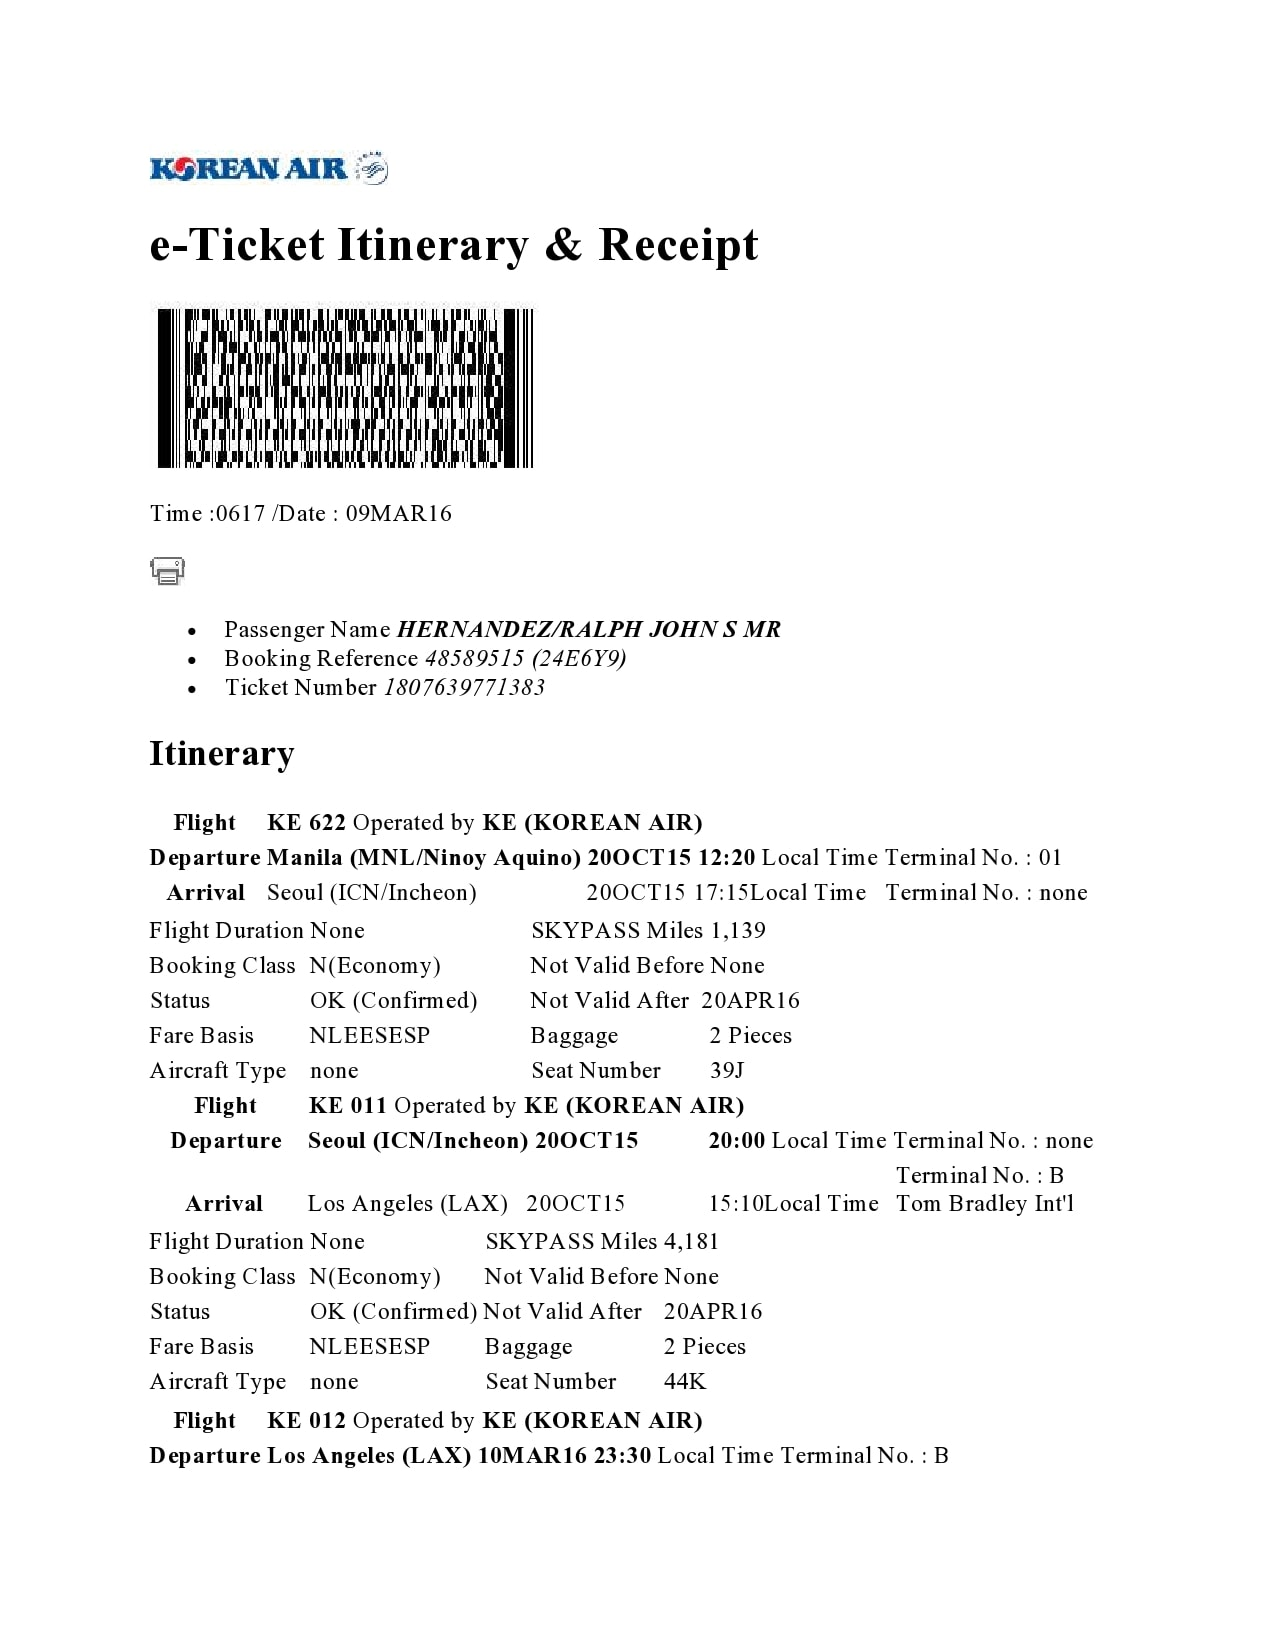 KOREAN AIR
e-Ticket Itinerary & Receipt
Time :0617 /Date : 09MAR16
• Passenger Name HERNANDEZ/RALPH JOHN S MR
• Booking Reference 48589515 (24E6Y9)
• Ticket Number 1807639771383
Itinerary
Flight KE 622 Operated by KE (KOREAN AIR)
Departure Manila (MNL/Ninoy Aquino) 20OCT15 12:20 Local Time Terminal No. : 01
Arrival Seoul (ICN/Incheon) 20OCT15 17:15Local Time Terminal No. : none
Flight Duration None SKYPASS Miles 1,139
Booking Class N(Economy) Not Valid Before None
Status OK (Confirmed) Not Valid After 20APR16
Fare Basis NLEESESP Baggage 2 Pieces
Aircraft Type none Seat Number 39J
Flight KE 011 Operated by KE (KOREAN AIR)
Departure Seoul (ICN/Incheon) 20OCT15 20:00 Local Time Terminal No. : none
Terminal No. : B
Arrival Los Angeles (LAX) 20OCT15 15:10Local Time Tom Bradley Int'l
Flight Duration None SKYPASS Miles 4,181
Booking Class N(Economy) Not Valid Before None
Status OK (Confirmed) Not Valid After 20APR16
Fare Basis NLEESESP Baggage 2 Pieces
Aircraft Type none Seat Number 44K
Flight KE 012 Operated by KE (KOREAN AIR)
Departure Los Angeles (LAX) 10MAR16 23:30 Local Time Terminal No. : B